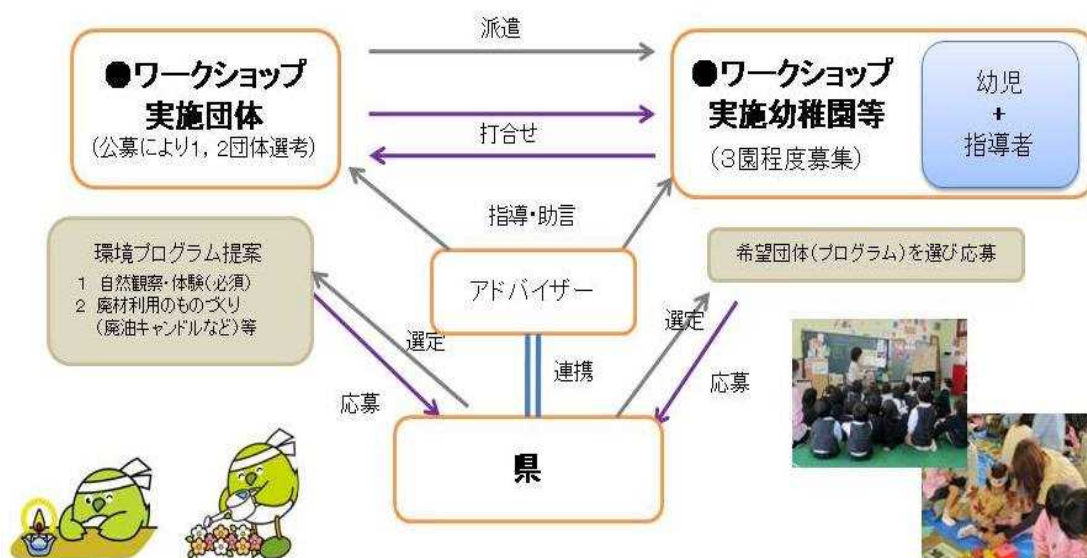 派遣
●ワークショップ
実施団体
(公募により1，2団体選考)
打合せ
●ワークショップ
実施幼稚園等
(３園程度募集)
幼児
+
指導者
指導・助言
環境プログラム提案
1 自然観察・体験(必須)
2 廃材利用のものづくり
(廃油キャンドルなど)等
アドバイザー
希望団体(プログラム)を選び応募
選定
応募
連携
選定
応募
県